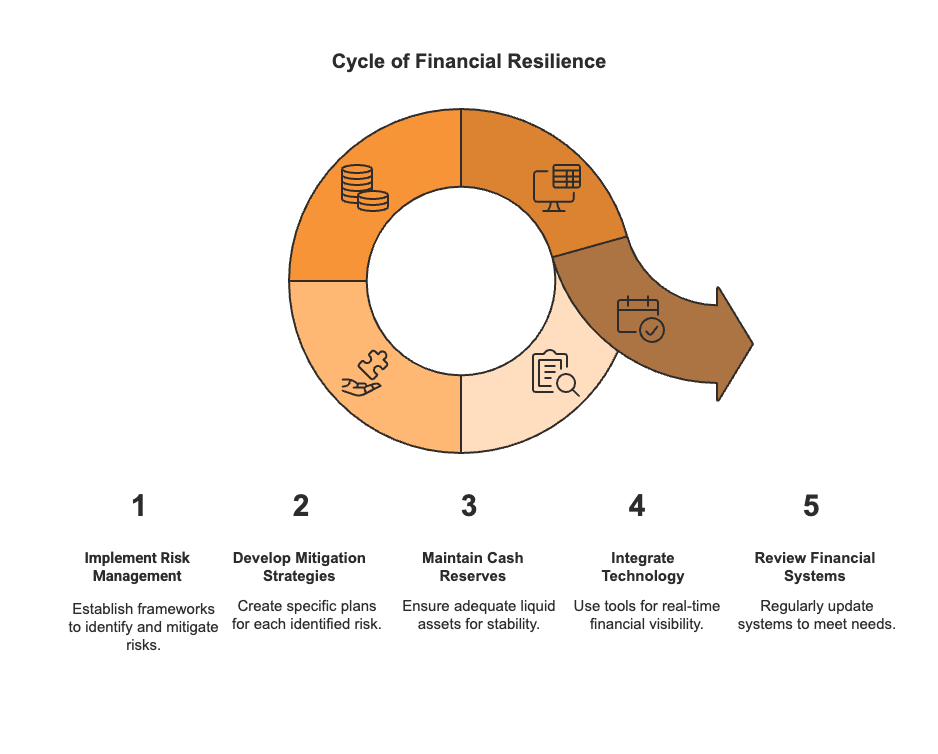 Cycle of Financial Resilience
1
Implement Risk
Management
Establish frameworks
to identify and mitigate
risks.
2
Develop Mitigation
Strategies
Create specific plans
for each identified risk.
3
Maintain Cash
Reserves
Ensure adequate liquid
assets for stability.
4
Integrate
Technology
Use tools for real-time
financial visibility.
5
Review Financial
Systems
Regularly update
systems to meet needs.